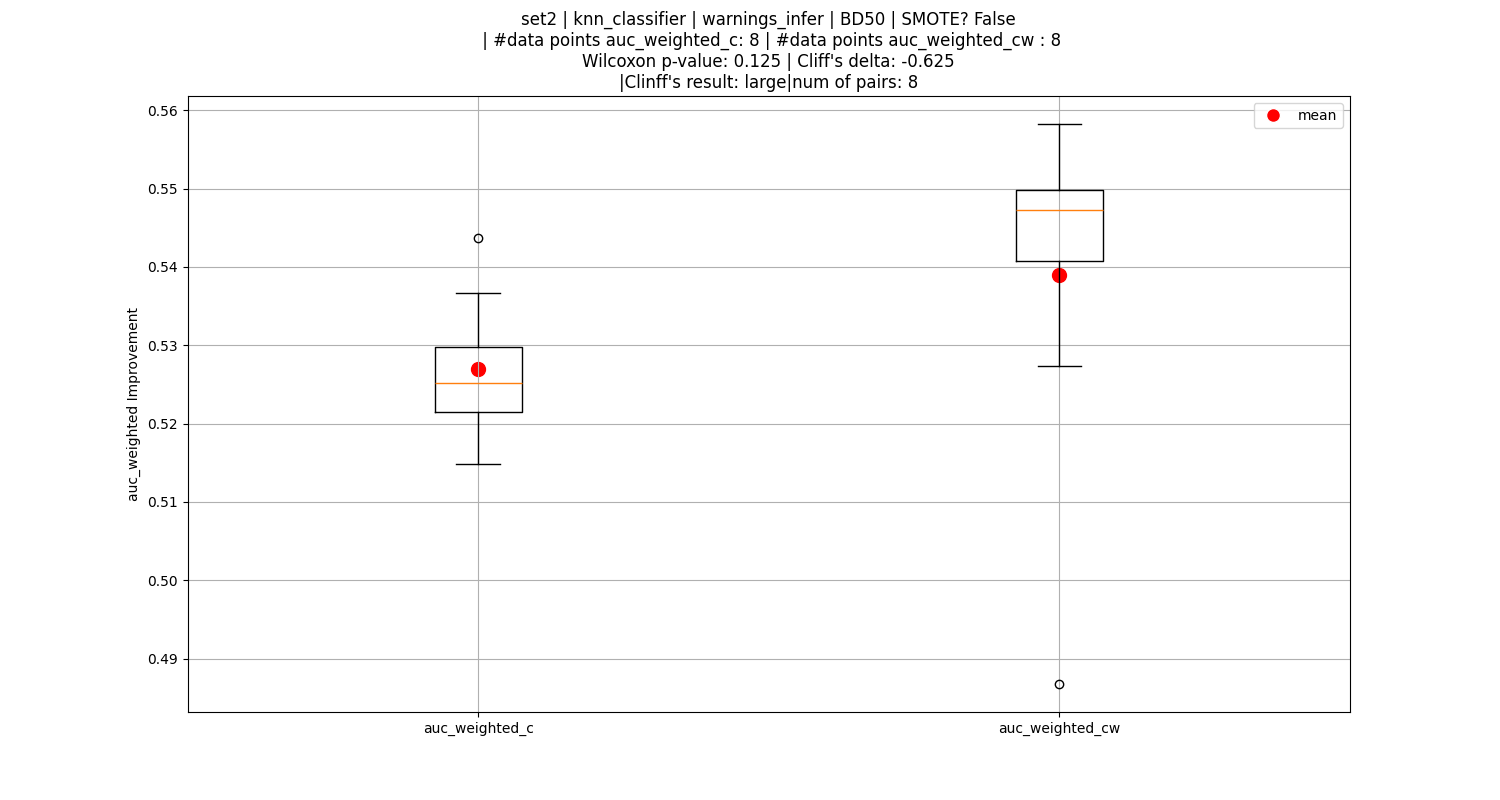 set2 | knn_classifier | warnings_infer | BD50 | SMOTE? False
| #data points auc_weighted_c: 8 | #data points auc_weighted_cw : 8
Wilcoxon p-value: 0.125 | Cliff's delta: -0.625
|Clinff's result: large|num of pairs: 8
mean
auc_weighted Improvement
0.56
0.55
0.54
0.53
0.52
0.51
0.50
0.49
auc_weighted_c
auc_weighted_cw